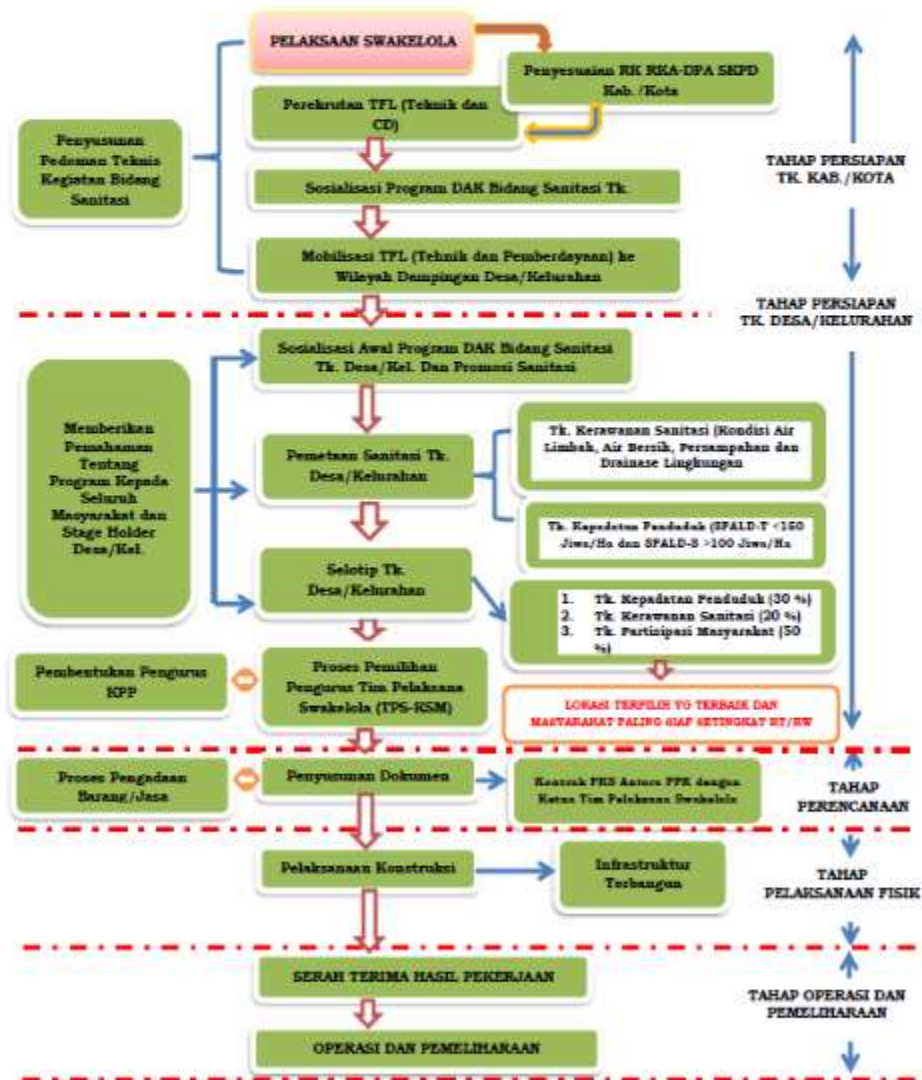 PELAKSAAN SWAKELOLA
Penyesuaian RK RKA-DPA SKPD
Kab. /Kota
Perekrutan TFL (Teknik dan
CD)
Penyusunan
Pedoman Teknis
Kegiatan Bidang
Sanitasi
TAHAP PERSIAPAN
TK. KAB./KOTA
Sosialisasi Program DAK Bidang Sanitasi Tk.
Mobilisasi TFL (Tehnik dan Pemberdayaan) ke
Wilayah Dampingan Desa/Kelurahan
TAHAP PERSIAPAN
TK. DESA/KELURAHAN
Sosialisasi Awal Program DAK Bidang Sanitasi
Tk. Desa/Kel. Dan Promosi Sanitasi
Memberikan
Pemahaman
Tentang
Program Kepada
Seluruh
Masyarakat dan
Stage Holder
Desa/Kel.
Pemetaan Sanitasi Tk.
Desa/Kelurahan
Tk. Kerawanan Sanitasi (Kondisi Air
Limbah, Air Bersih, Persampahan dan
Drainase Lingkungan
Tk. Kepadatan Penduduk (SPALD-T <150
Jiwa/Ha dan SPALD-S >100 Jiwa/Ha
Selotip Tk.
Desa/Kelurahan
1. Tk. Kepadatan Penduduk (30 %)
2. Tk. Kerawanan Sanitasi (20 %)
3. Tk. Partisipasi Masyarakat (50
%)
Pembentukan Pengurus
KPP
Proses Pemilihan
Pengurus Tim Pelaksana
Swakelola (TPS-KSM)
LOKASI TERPILIH YG TERBAIK DAN
MASYARAKAT PALING SIAP SETINGKAT RT/RW
Proses Pengadaan
Barang/Jasa
Penyusunan Dokumen
Kontrak PKS Antara PPK dengan
Ketua Tim Pelaksana Swakelola
TAHAP
PERENCANAAN
Pelaksanaan Konstruksi
Infrastruktur
Terbangun
TAHAP
PELAKSANAAN FISIK
SERAH TERIMA HASIL PEKERJAAN
TAHAP OPERASI DAN
PEMELIHARAAN
OPERASI DAN PEMELIHARAAN